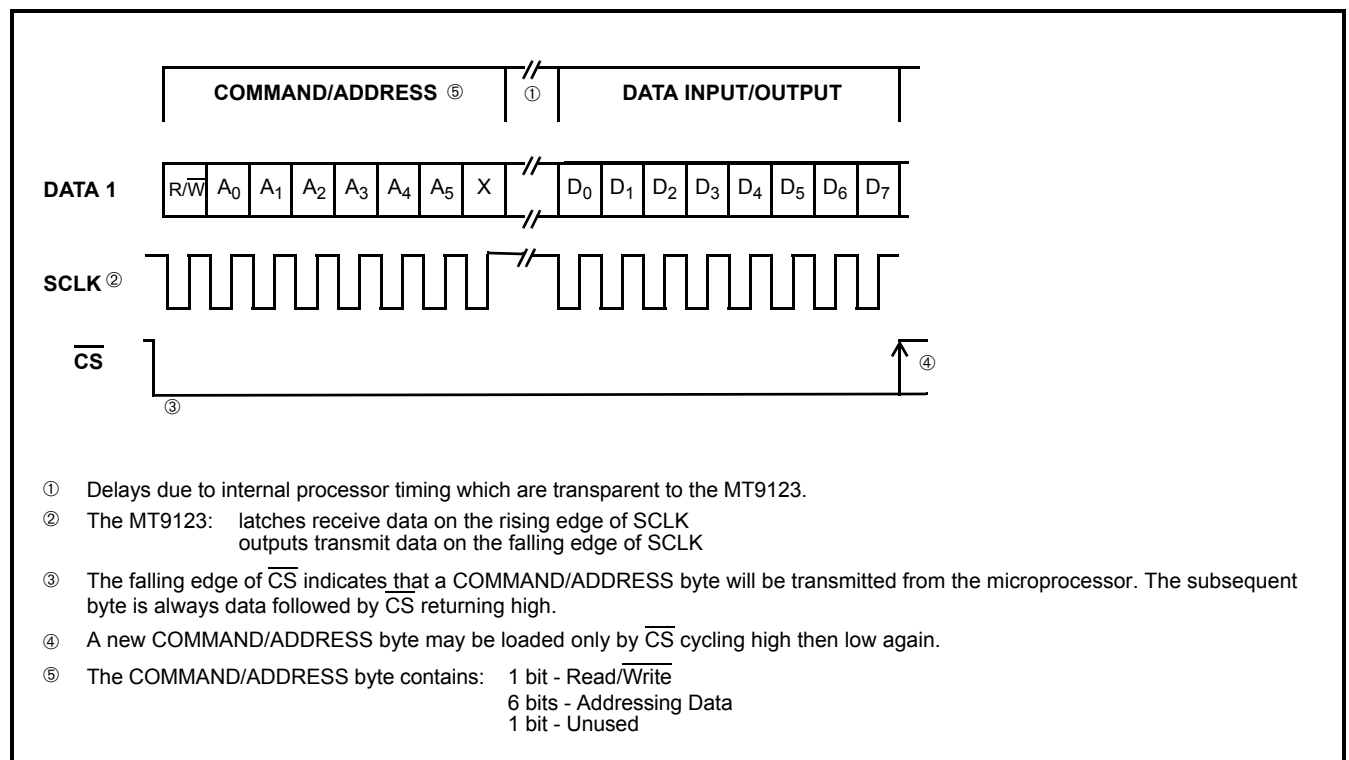 COMMAND/ADDRESS ⑤ ① DATA INPUT/OUTPUT
DATA 1 R/W̅ A₀ A₁ A₂ A₃ A₄ A₅ X D₀ D₁ D₂ D₃ D₄ D₅ D₆ D₇
SCLK ②
C̅S̅ ④
③
① Delays due to internal processor timing which are transparent to the MT9123.
② The MT9123: latches receive data on the rising edge of SCLK
outputs transmit data on the falling edge of SCLK
③ The falling edge of C̅S̅ indicates that a COMMAND/ADDRESS byte will be transmitted from the microprocessor. The subsequent
byte is always data followed by C̅S̅ returning high.
④ A new COMMAND/ADDRESS byte may be loaded only by C̅S̅ cycling high then low again.
⑤ The COMMAND/ADDRESS byte contains: 1 bit - Read/W̅r̅i̅t̅e̅
6 bits - Addressing Data
1 bit - Unused